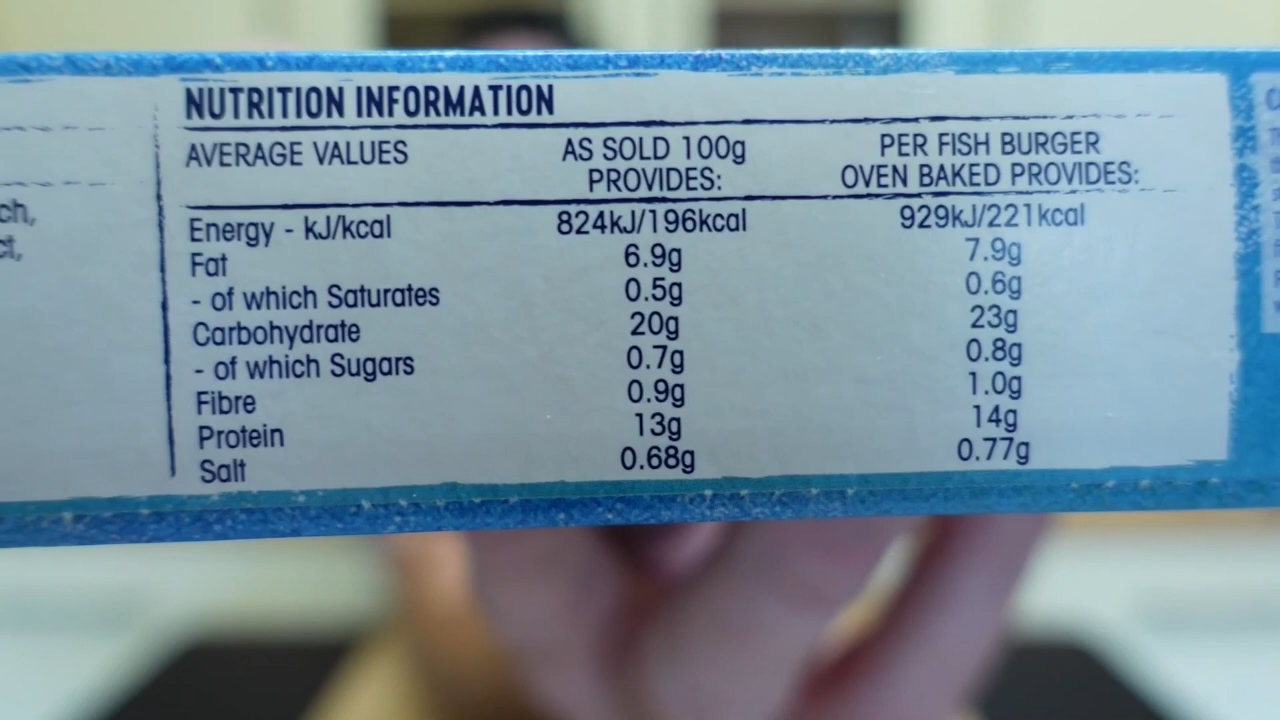 NUTRITION INFORMATION
AVERAGE VALUES AS SOLD 100g PROVIDES: PER FISH BURGER OVEN BAKED PROVIDES:
Energy - kJ/kcal 824kJ/196kcal 929kJ/221kcal
Fat 6.9g 7.9g
- of which Saturates 0.5g 0.6g
Carbohydrate 20g 23g
- of which Sugars 0.7g 0.8g
Fibre 0.9g 1.0g
Protein 13g 14g
Salt 0.68g 0.77g